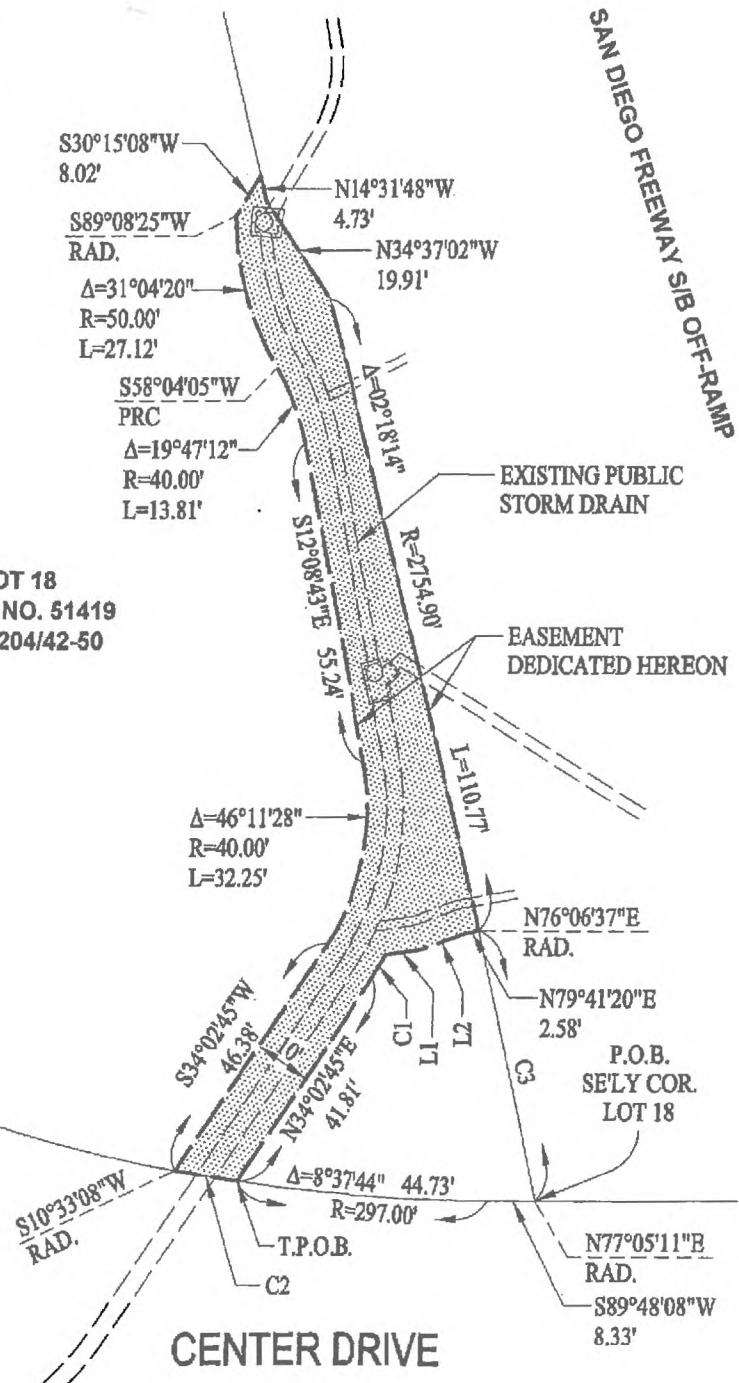 SAN DIEGO FREEWAY S/B OFF-RAMP
S30°15'08"W
8.02'
N14°31'48"W
4.73'
S89°08'25"W
RAD.
N34°37'02"W
19.91'
Δ=31°04'20"
R=50.00'
L=27.12'
S58°04'05"W
PRC
Δ=02°18'14"
Δ=19°47'12"
R=40.00'
L=13.81'
EXISTING PUBLIC
STORM DRAIN
S12°08'43"E 55.24'
R=2754.90'
OT 18
NO. 51419
204/42-50
EASEMENT
DEDICATED HEREON
L=110.77'
Δ=46°11'28"
R=40.00'
L=32.25'
N76°06'37"E
RAD.
N79°41'20"E
2.58'
C1
L1
L2
C3
P.O.B.
SE'LY COR.
LOT 18
S34°02'45"W
46.38'
10'
N34°02'45"E
41.81'
Δ=8°37'44" 44.73'
R=297.00'
S10°33'08"W
RAD.
T.P.O.B.
C2
N77°05'11"E
RAD.
S89°48'08"W
8.33'
CENTER DRIVE